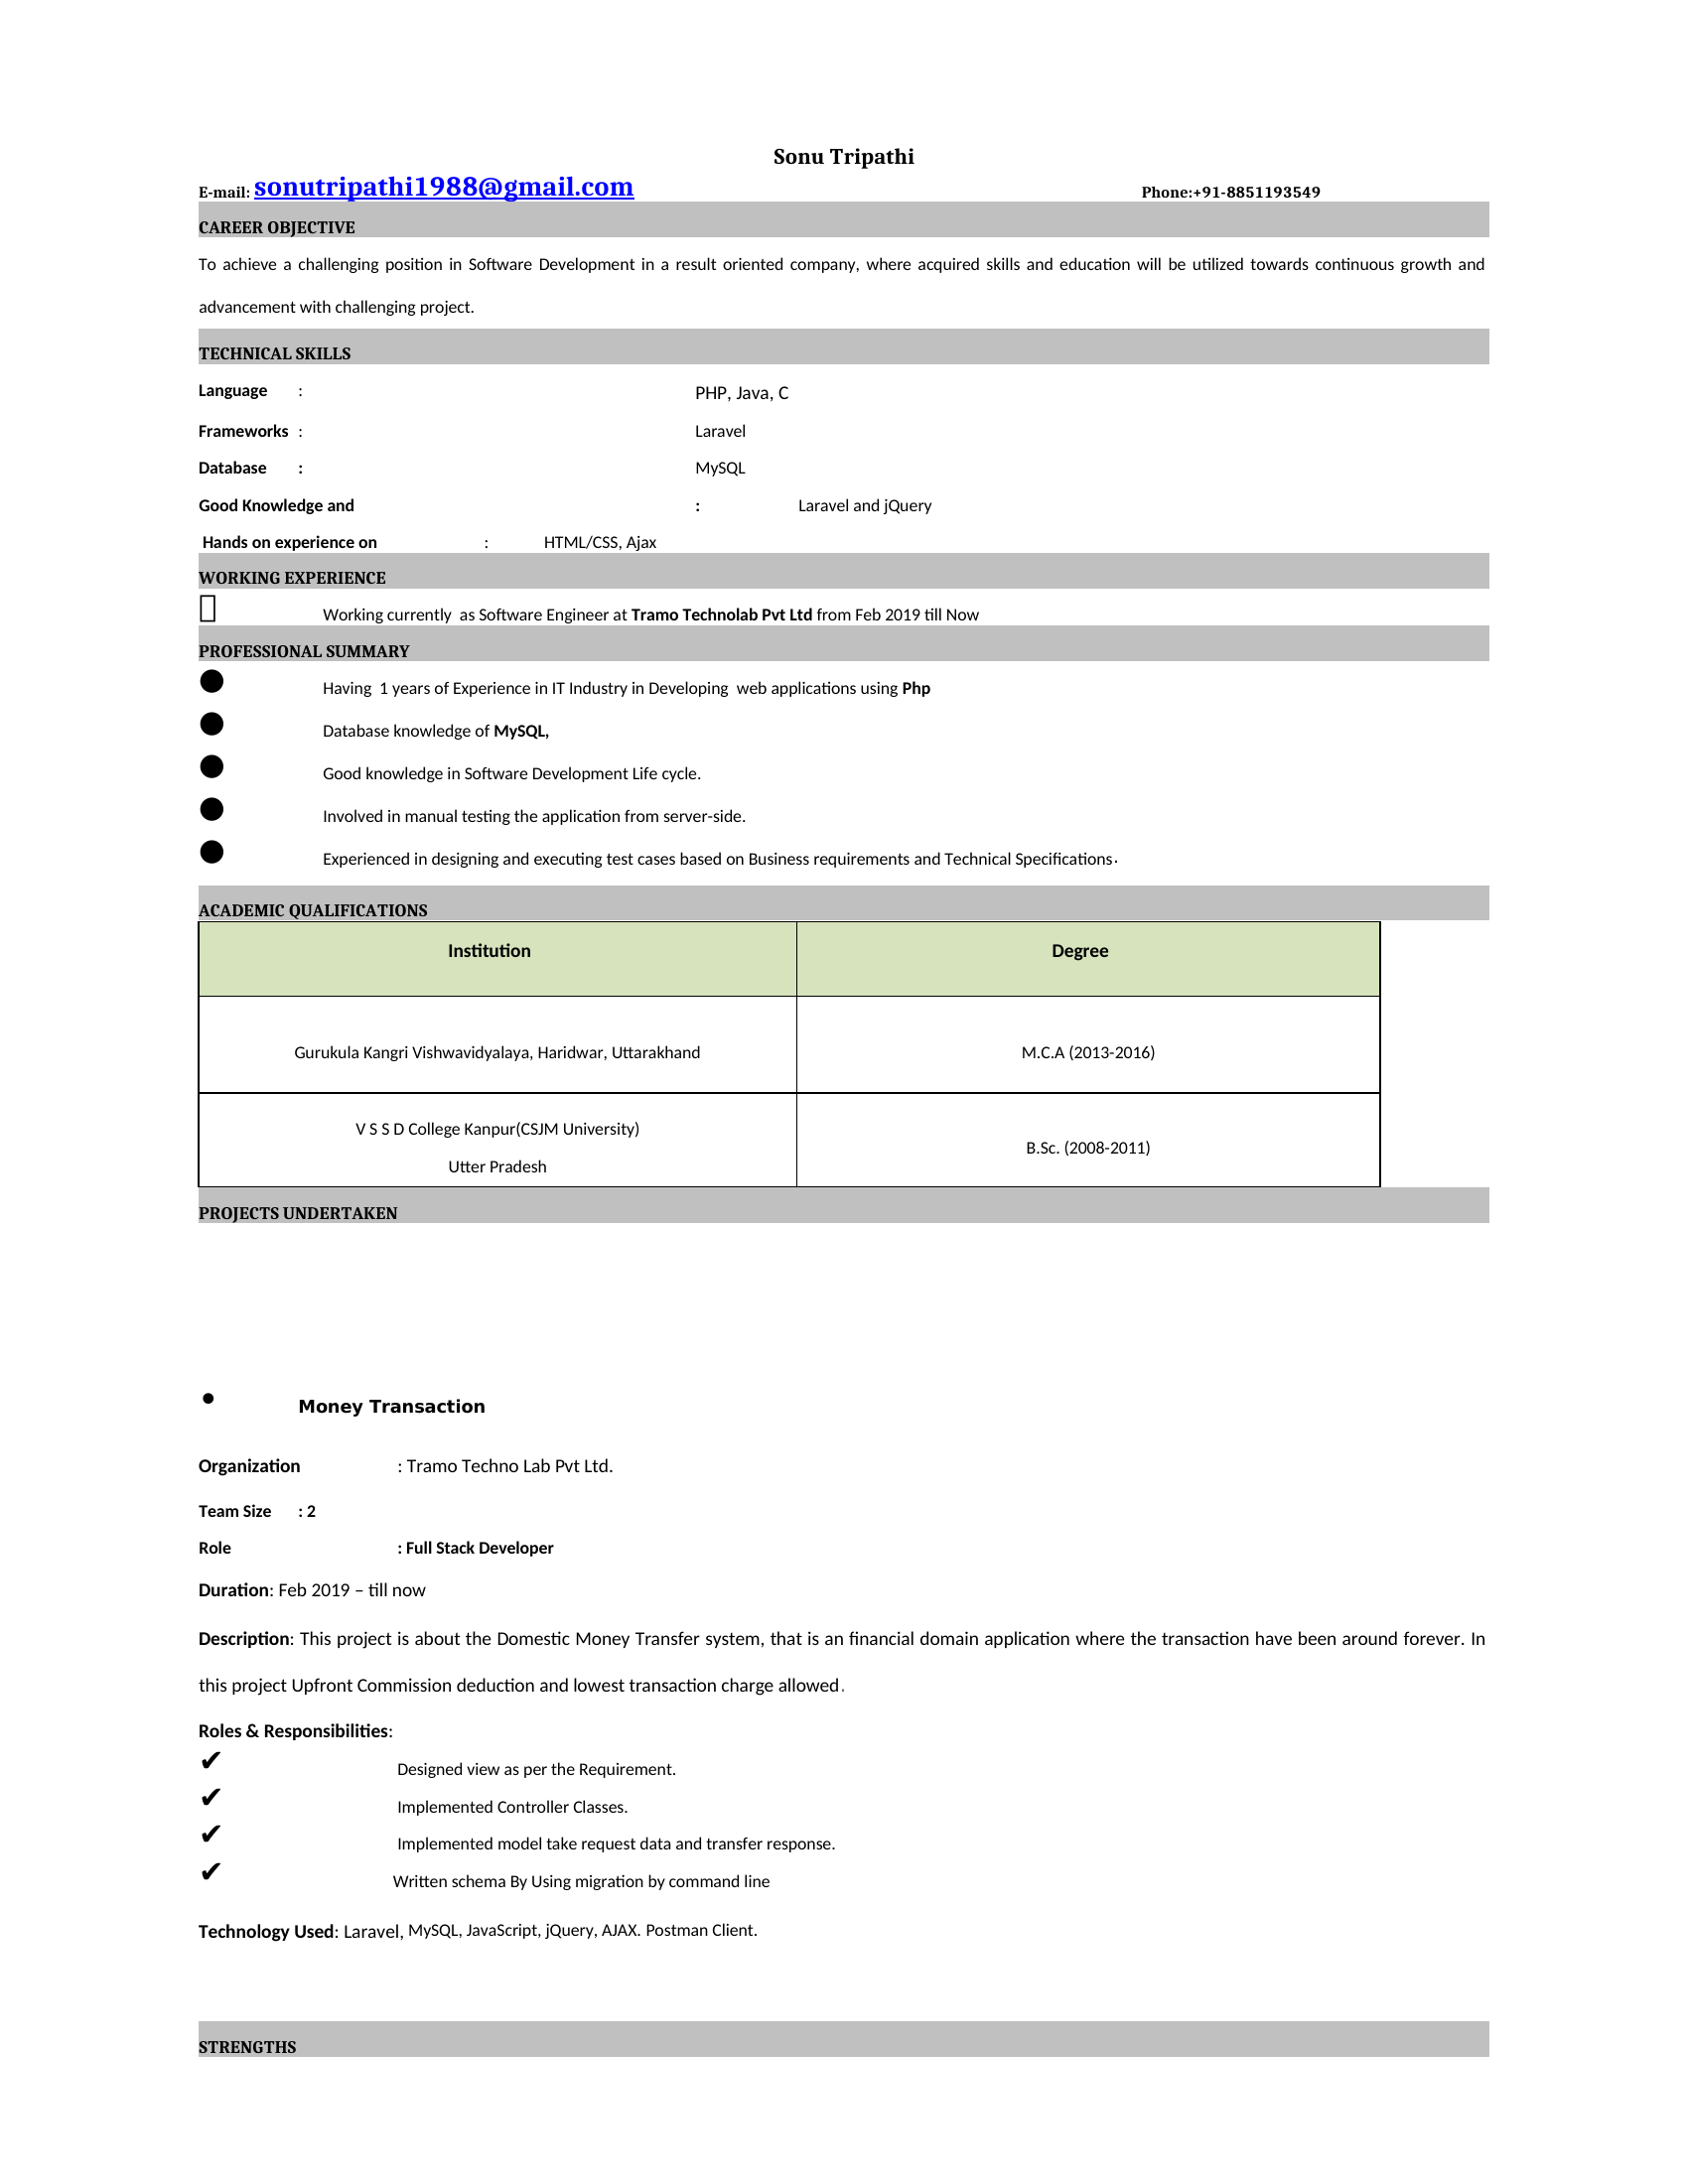 Sonu Tripathi
E-mail: sonutripathi1988@gmail.com Phone:+91-8851193549
CAREER OBJECTIVE
To achieve a challenging position in Software Development in a result oriented company, where acquired skills and education will be utilized towards continuous growth and
advancement with challenging project.
TECHNICAL SKILLS
Language : PHP, Java, C
Frameworks : Laravel
Database : MySQL
Good Knowledge and : Laravel and jQuery
Hands on experience on : HTML/CSS, Ajax
WORKING EXPERIENCE
Working currently as Software Engineer at Tramo Technolab Pvt Ltd from Feb 2019 till Now
PROFESSIONAL SUMMARY
● Having 1 years of Experience in IT Industry in Developing web applications using Php
● Database knowledge of MySQL,
● Good knowledge in Software Development Life cycle.
● Involved in manual testing the application from server-side.
● Experienced in designing and executing test cases based on Business requirements and Technical Specifications.
ACADEMIC QUALIFICATIONS
Institution Degree
Gurukula Kangri Vishwavidyalaya, Haridwar, Uttarakhand M.C.A (2013-2016)
V S S D College Kanpur(CSJM University)
Utter Pradesh
B.Sc. (2008-2011)
PROJECTS UNDERTAKEN
• Money Transaction
Organization : Tramo Techno Lab Pvt Ltd.
Team Size : 2
Role : Full Stack Developer
Duration: Feb 2019 – till now
Description: This project is about the Domestic Money Transfer system, that is an financial domain application where the transaction have been around forever. In
this project Upfront Commission deduction and lowest transaction charge allowed.
Roles & Responsibilities:
✔ Designed view as per the Requirement.
✔ Implemented Controller Classes.
✔ Implemented model take request data and transfer response.
✔ Written schema By Using migration by command line
Technology Used: Laravel, MySQL, JavaScript, jQuery, AJAX. Postman Client.
STRENGTHS